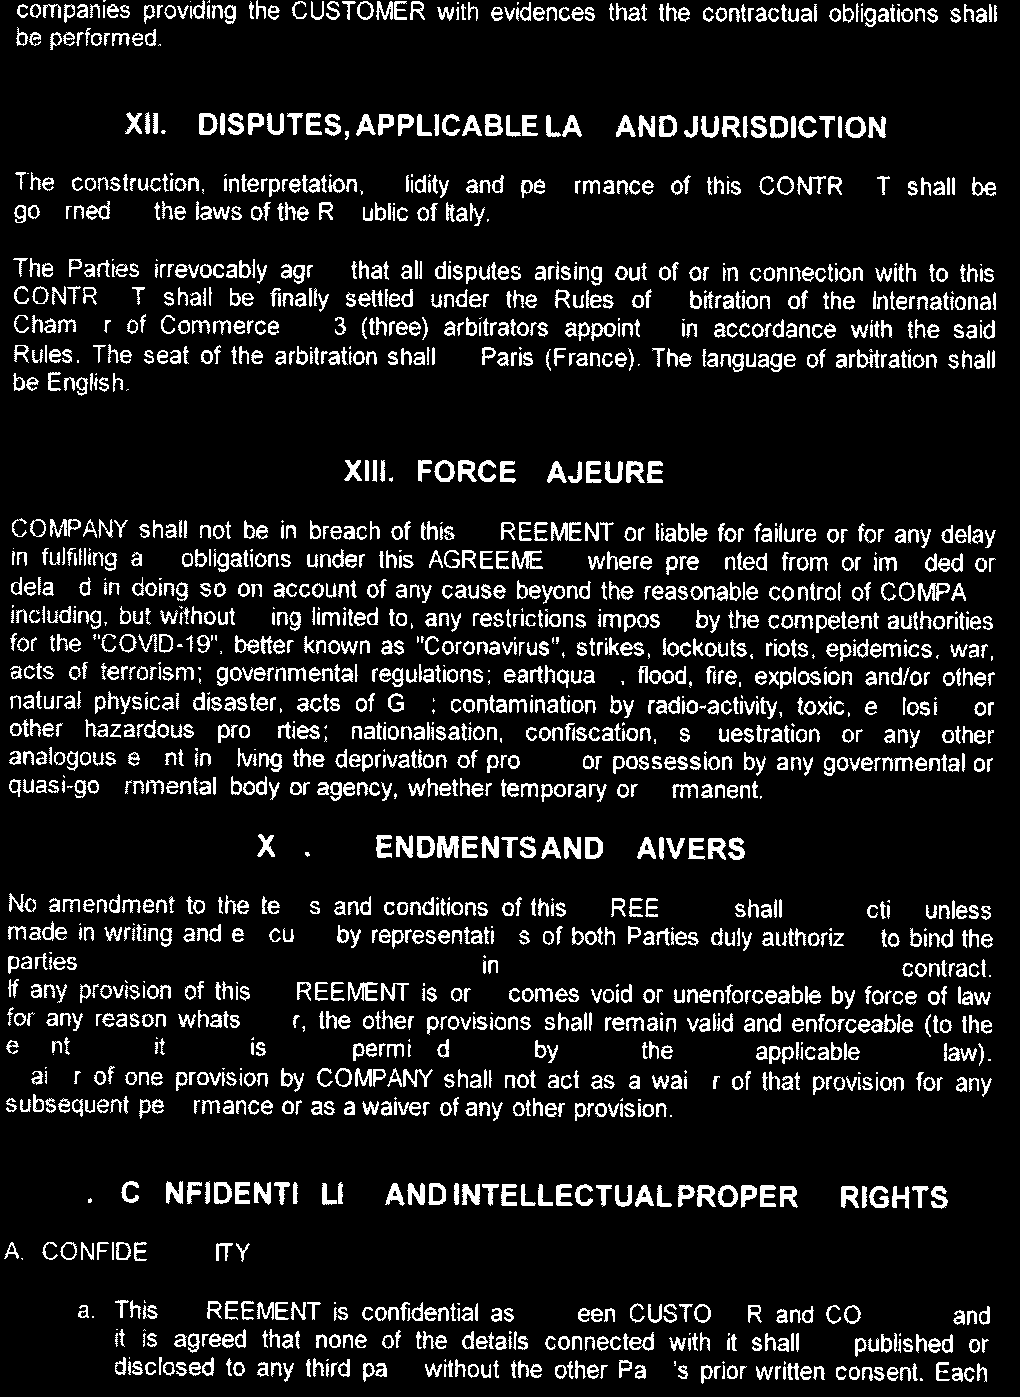 companies providing the CUSTOMER with evidences that the contractual obligations shall
be performed.
XII. DISPUTES, APPLICABLE LA AND JURISDICTION
The construction, interpretation, lidity and pe rmance of this CONTR T shall be
go rned the laws of the R ublic of Italy.
The Parties irrevocably agr that all disputes arising out of or in connection with to this
CONTR T shall be finally settled under the Rules of bitration of the International
Cham r of Commerce 3 (three) arbitrators appoint in accordance with the said
Rules. The seat of the arbitration shall Paris (France). The language of arbitration shall
be English.
XIII. FORCE AJEURE
COMPANY shall not be in breach of this REEMENT or liable for failure or for any delay
in fulfilling a obligations under this AGREEME where pre nted from or im ded or
dela d in doing so on account of any cause beyond the reasonable control of COMPA
including, but without ing limited to, any restrictions impos by the competent authorities
for the "COVID-19", better known as "Coronavirus", strikes, lockouts, riots, epidemics, war,
acts of terrorism; governmental regulations; earthqua , flood, fire, explosion and/or other
natural physical disaster, acts of G ; contamination by radio-activity, toxic, e losi or
other hazardous pro rties; nationalisation, confiscation, s uestration or any other
analogous e nt in lving the deprivation of pro or possession by any governmental or
quasi-go rnmental body or agency, whether temporary or rmanent.
X . ENDMENTS AND AIVERS
No amendment to the te s and conditions of this REE shall cti unless
made in writing and e cu by representati s of both Parties duly authoriz to bind the
parties in contract.
If any provision of this REEMENT is or comes void or unenforceable by force of law
for any reason whats r, the other provisions shall remain valid and enforceable (to the
e nt it is permi d by the applicable law).
ai r of one provision by COMPANY shall not act as a wai r of that provision for any
subsequent pe rmance or as a waiver of any other provision.
. C NFIDENTI LI AND INTELLECTUAL PROPER RIGHTS
A. CONFIDE ITY
a. This REEMENT is confidential as een CUSTO R and CO and
it is agreed that none of the details connected with it shall published or
disclosed to any third pa without the other Pa 's prior written consent. Each